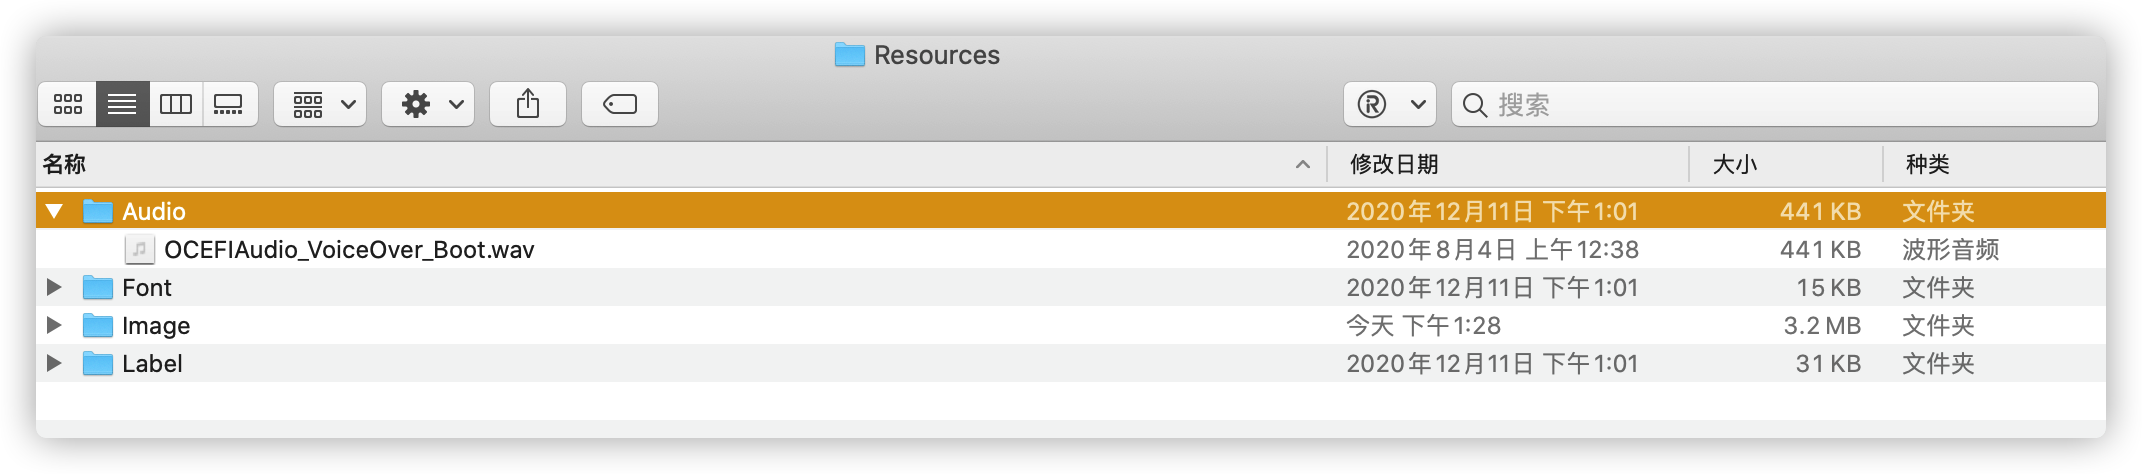 Resources
搜索
名称 修改日期 大小 种类
Audio 2020年12月11日 下午1:01 441 KB 文件夹
OCEFIAudio_VoiceOver_Boot.wav 2020年8月4日 上午12:38 441 KB 波形音频
Font 2020年12月11日 下午1:01 15 KB 文件夹
Image 今天 下午1:28 3.2 MB 文件夹
Label 2020年12月11日 下午1:01 31 KB 文件夹